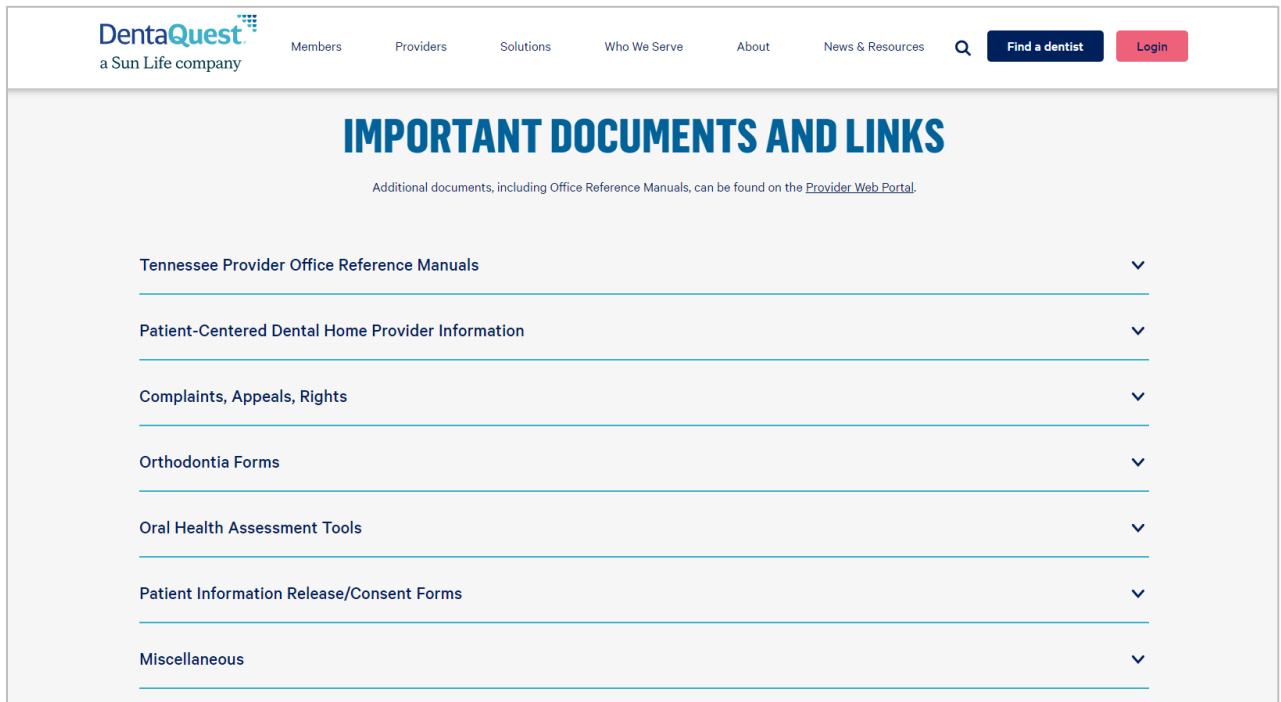 DentaQuest
a Sun Life company
Members Providers Solutions Who We Serve About News & Resources Find a dentist Login
IMPORTANT DOCUMENTS AND LINKS
Additional documents, including Office Reference Manuals, can be found on the Provider Web Portal.
Tennessee Provider Office Reference Manuals
Patient-Centered Dental Home Provider Information
Complaints, Appeals, Rights
Orthodontia Forms
Oral Health Assessment Tools
Patient Information Release/Consent Forms
Miscellaneous